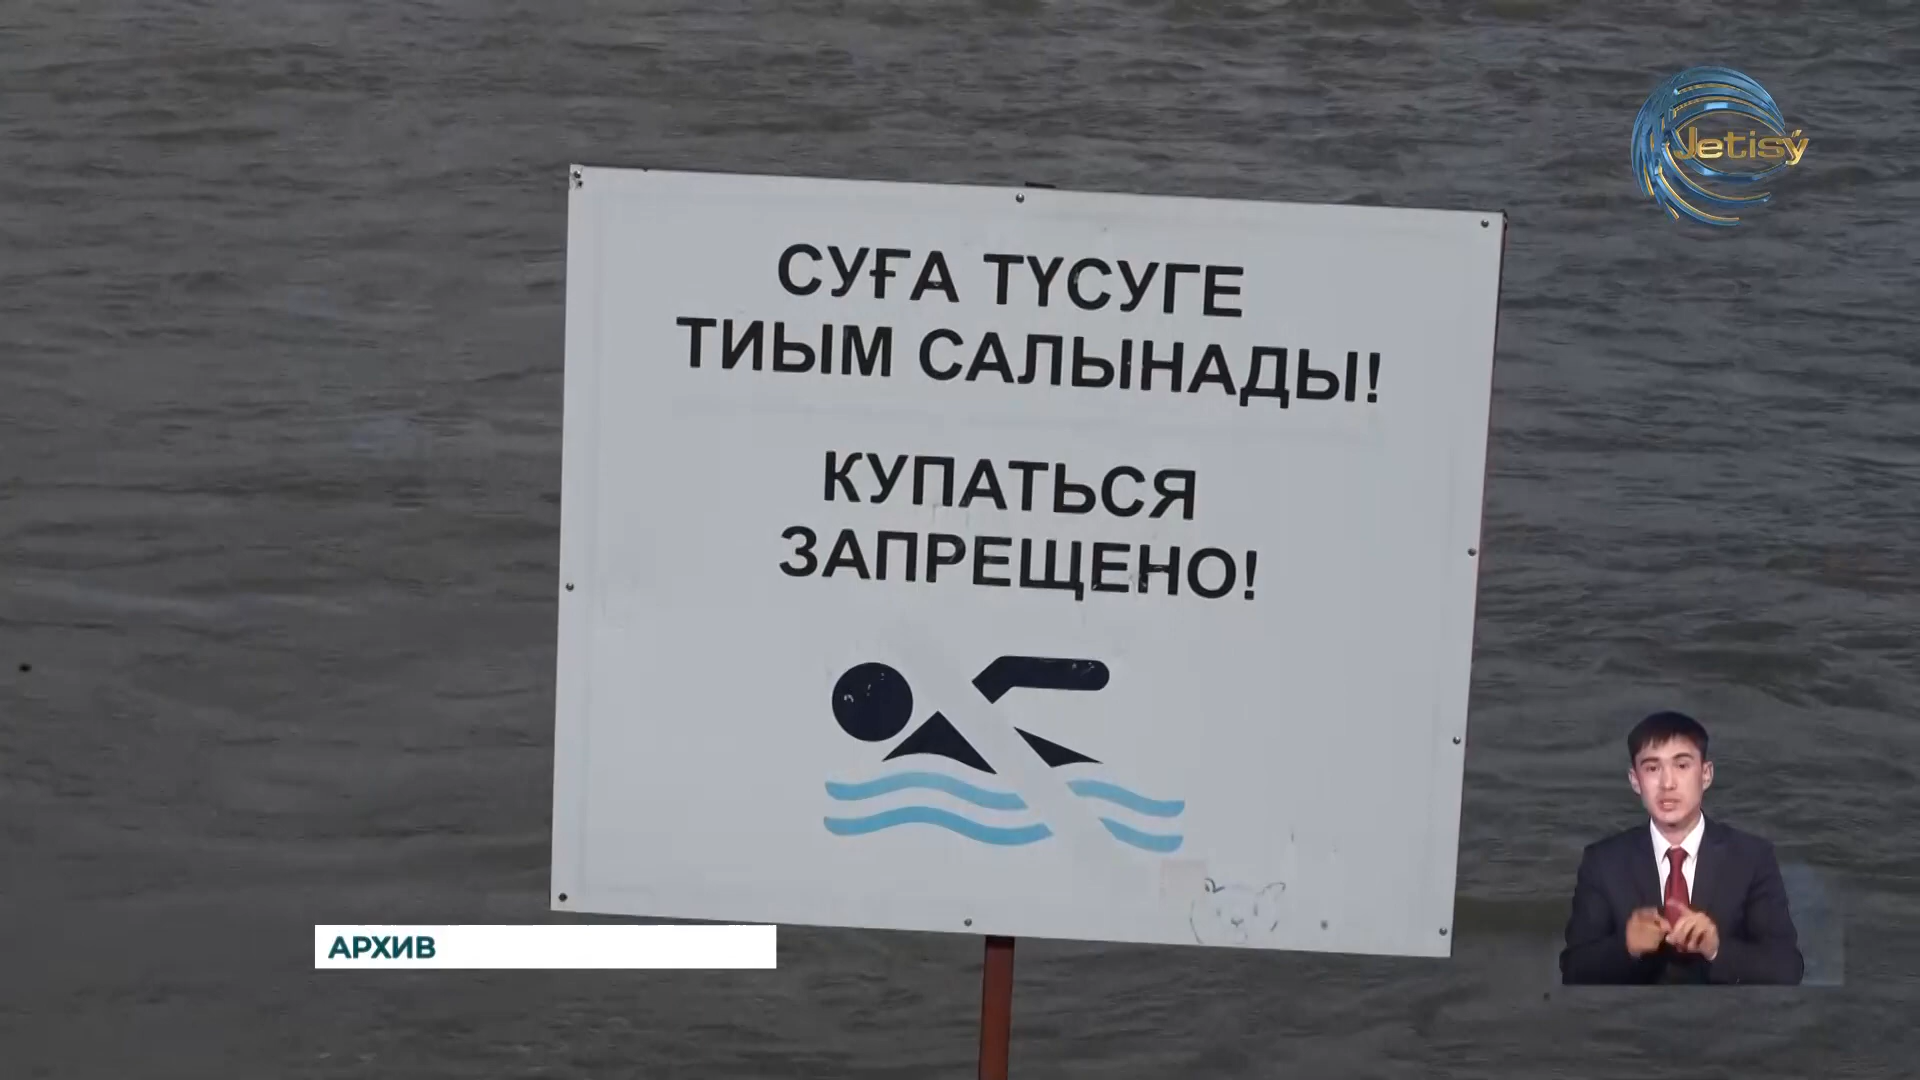 Jetisý
СУҒА ТҮСУГЕ
ТИЫМ САЛЫНАДЫ!
КУПАТЬСЯ
ЗАПРЕЩЕНО!
АРХИВ